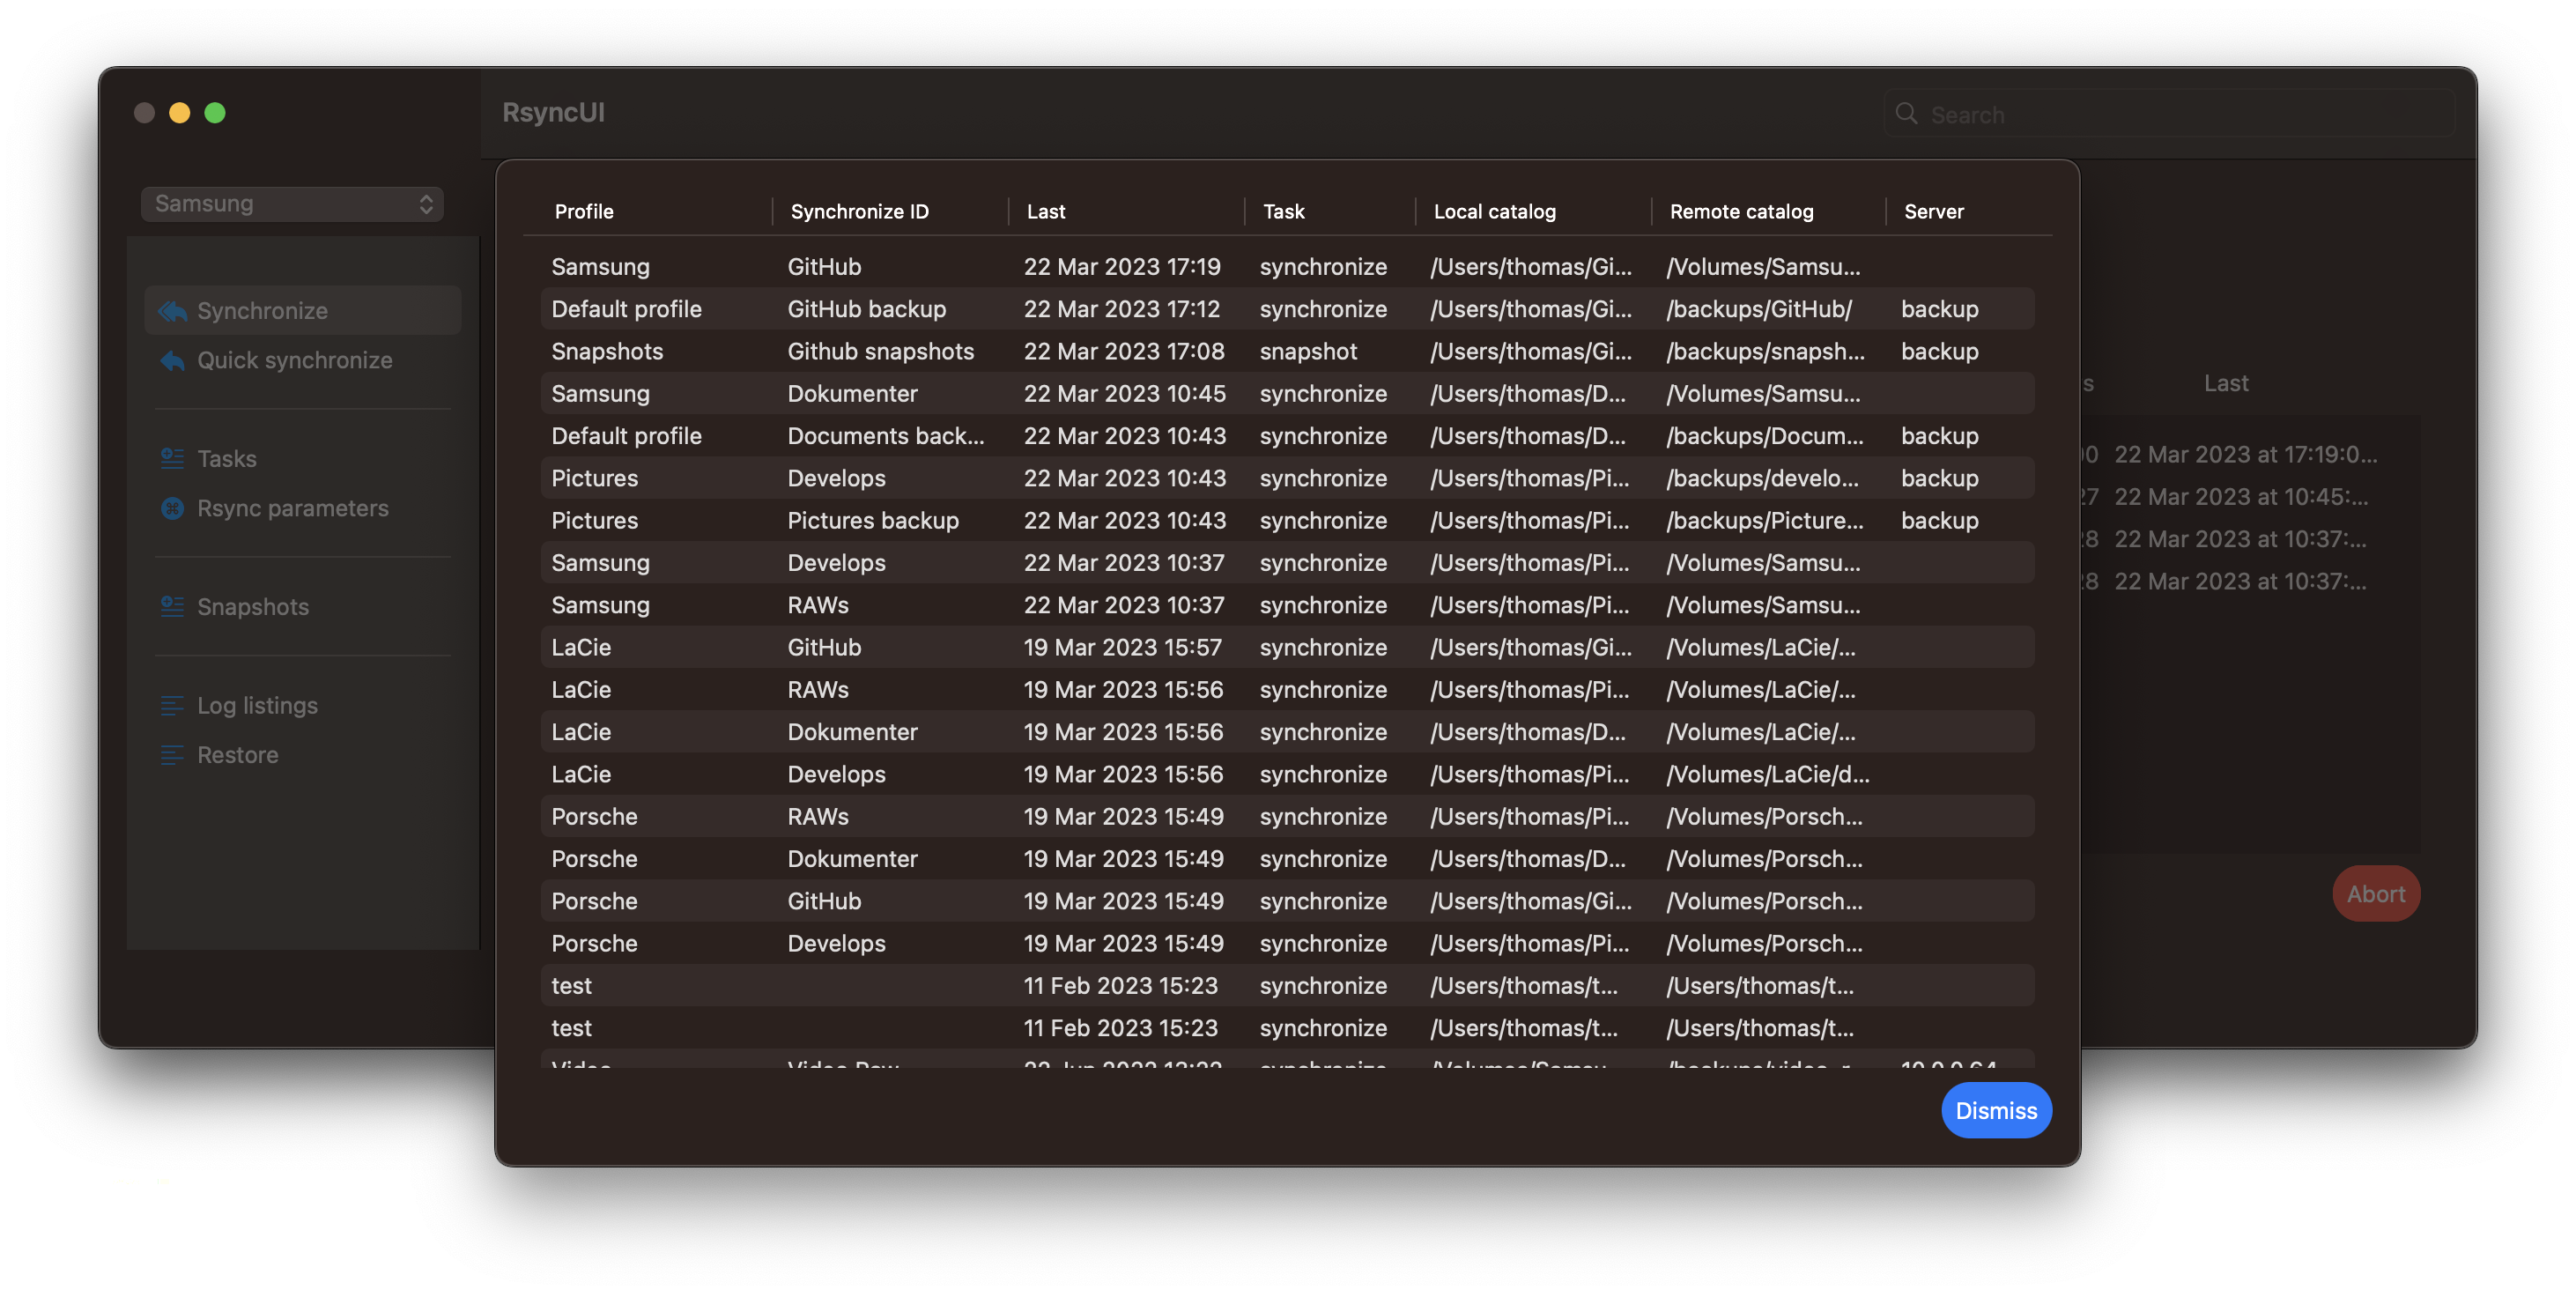 RsyncUI
Search
Samsung
Synchronize
Quick synchronize
Tasks
Rsync parameters
Snapshots
Log listings
Restore
Profile Synchronize ID Last Task Local catalog Remote catalog Server
Samsung GitHub 22 Mar 2023 17:19 synchronize /Users/thomas/Gi... /Volumes/Samsu...
Default profile GitHub backup 22 Mar 2023 17:12 synchronize /Users/thomas/Gi... /backups/GitHub/ backup
Snapshots Github snapshots 22 Mar 2023 17:08 snapshot /Users/thomas/Gi... /backups/snapsh... backup
Samsung Dokumenter 22 Mar 2023 10:45 synchronize /Users/thomas/D... /Volumes/Samsu...
Default profile Documents back... 22 Mar 2023 10:43 synchronize /Users/thomas/D... /backups/Docum... backup
Pictures Develops 22 Mar 2023 10:43 synchronize /Users/thomas/Pi... /backups/develo... backup
Pictures Pictures backup 22 Mar 2023 10:43 synchronize /Users/thomas/Pi... /backups/Picture... backup
Samsung Develops 22 Mar 2023 10:37 synchronize /Users/thomas/Pi... /Volumes/Samsu...
Samsung RAWs 22 Mar 2023 10:37 synchronize /Users/thomas/Pi... /Volumes/Samsu...
LaCie GitHub 19 Mar 2023 15:57 synchronize /Users/thomas/Gi... /Volumes/LaCie/...
LaCie RAWs 19 Mar 2023 15:56 synchronize /Users/thomas/Pi... /Volumes/LaCie/...
LaCie Dokumenter 19 Mar 2023 15:56 synchronize /Users/thomas/D... /Volumes/LaCie/...
LaCie Develops 19 Mar 2023 15:56 synchronize /Users/thomas/Pi... /Volumes/LaCie/d...
Porsche RAWs 19 Mar 2023 15:49 synchronize /Users/thomas/Pi... /Volumes/Porsch...
Porsche Dokumenter 19 Mar 2023 15:49 synchronize /Users/thomas/D... /Volumes/Porsch...
Porsche GitHub 19 Mar 2023 15:49 synchronize /Users/thomas/Gi... /Volumes/Porsch...
Porsche Develops 19 Mar 2023 15:49 synchronize /Users/thomas/Pi... /Volumes/Porsch...
test 11 Feb 2023 15:23 synchronize /Users/thomas/t... /Users/thomas/t...
test 11 Feb 2023 15:23 synchronize /Users/thomas/t... /Users/thomas/t...
Dismiss
s Last
22 Mar 2023 at 17:19:0...
27 22 Mar 2023 at 10:45:...
28 22 Mar 2023 at 10:37:...
28 22 Mar 2023 at 10:37:...
Abort